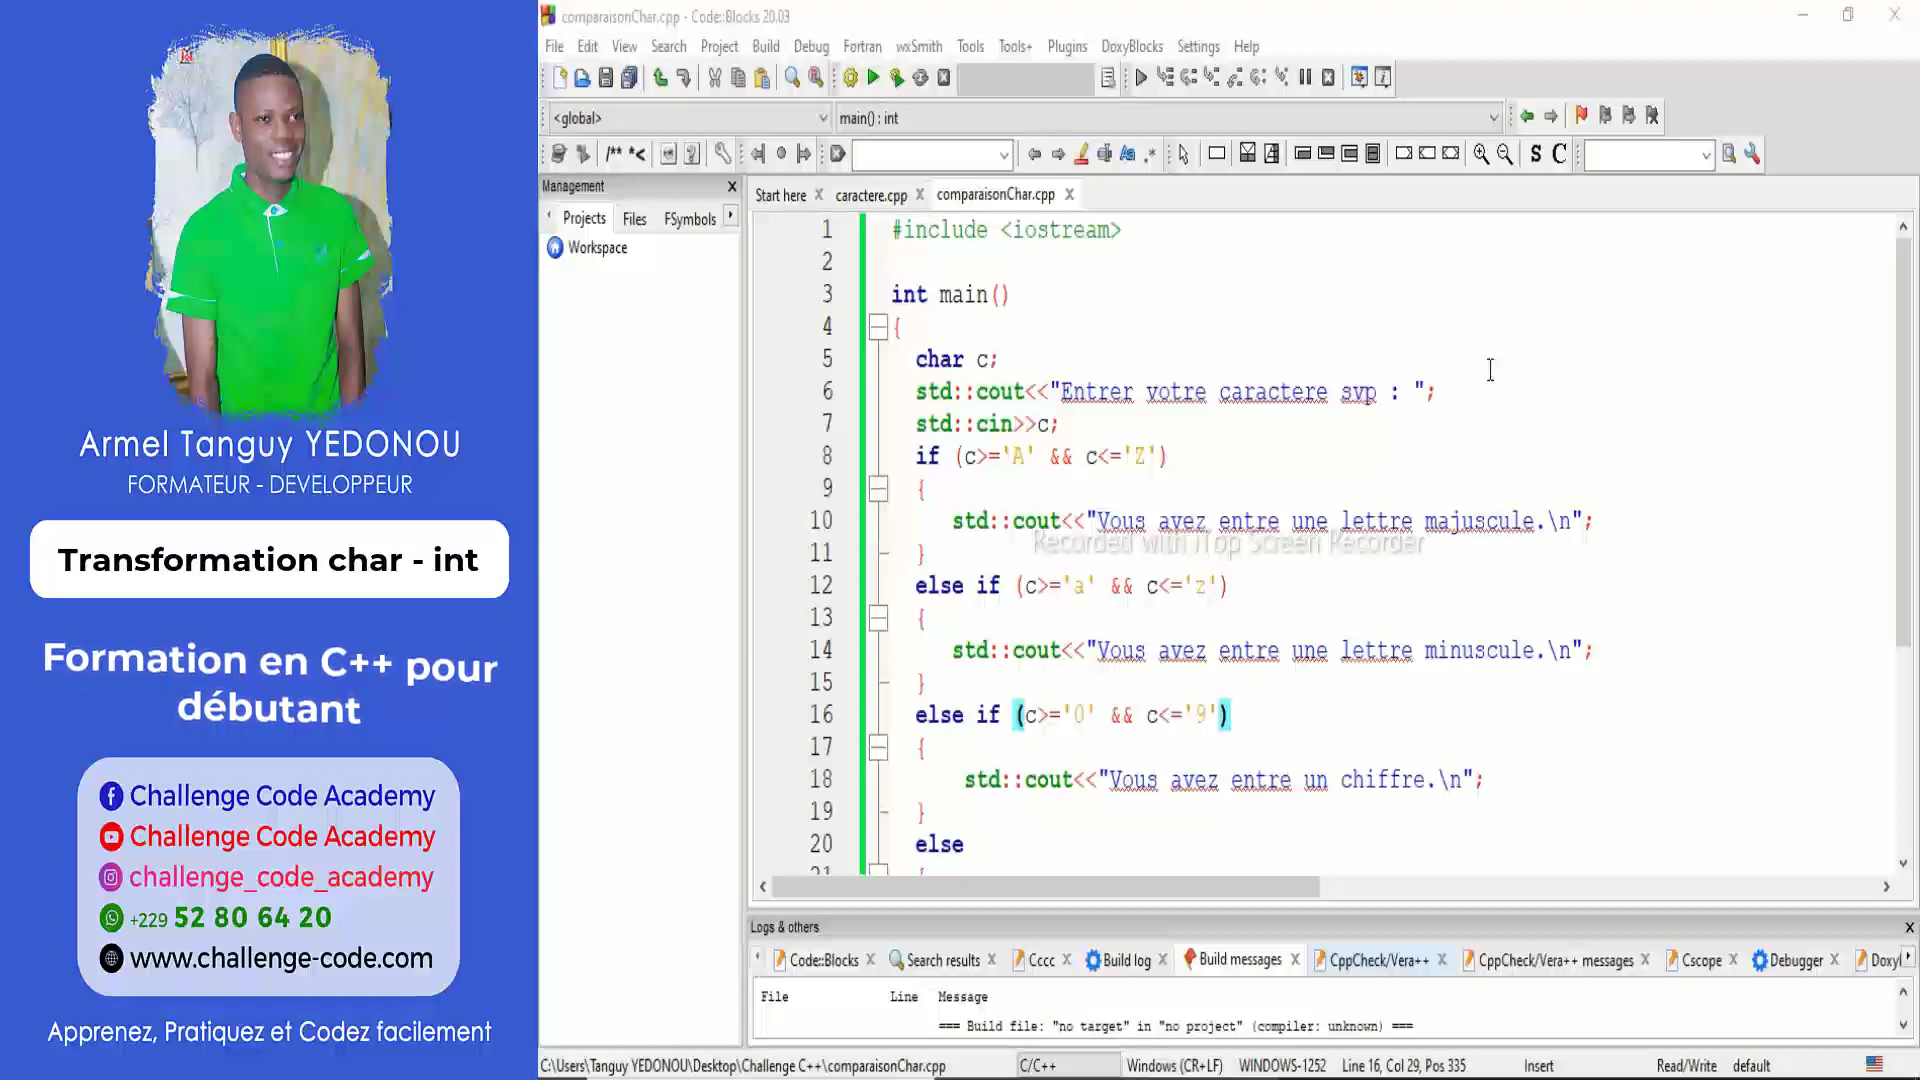 Armel Tanguy YEDONOU
FORMATEUR - DEVELOPPEUR
Transformation char - int
Formation en C++ pour
débutant
Challenge Code Academy
Challenge Code Academy
challenge_code_academy
+229 52 80 64 20
www.challenge-code.com
Apprenez, Pratiquez et Codez facilement
comparaisonChar.cpp - Code::Blocks 20.03
File Edit View Search Project Build Debug Fortran wxSmith Tools Tools+ Plugins DoxyBlocks Settings Help
<global> main() : int
/** *< S C
Management
Projects Files FSymbols
Workspace
Start here caractere.cpp comparaisonChar.cpp
1 #include <iostream>
2
3 int main()
4 {
5 char c;
6 std::cout<<"Entrer votre caractere svp : ";
7 std::cin>>c;
8 if (c>='A' && c<='Z')
9 {
10 std::cout<<"Vous avez entre une lettre majuscule.\n";
Recorded with iTop Screen Recorder
11 }
12 else if (c>='a' && c<='z')
13 {
14 std::cout<<"Vous avez entre une lettre minuscule.\n";
15 }
16 else if (c>='0' && c<='9')
17 {
18 std::cout<<"Vous avez entre un chiffre.\n";
19 }
20 else
21 {
Logs & others
Code::Blocks Search results Cccc Build log Build messages CppCheck/Vera++ CppCheck/Vera++ messages Cscope Debugger Doxy
File Line Message
=== Build file: "no target" in "no project" (compiler: unknown) ===
C:\Users\Tanguy YEDONOU\Desktop\Challenge C++\comparaisonChar.cpp C/C++ Windows (CR+LF) WINDOWS-1252 Line 16, Col 29, Pos 335 Insert Read/Write default